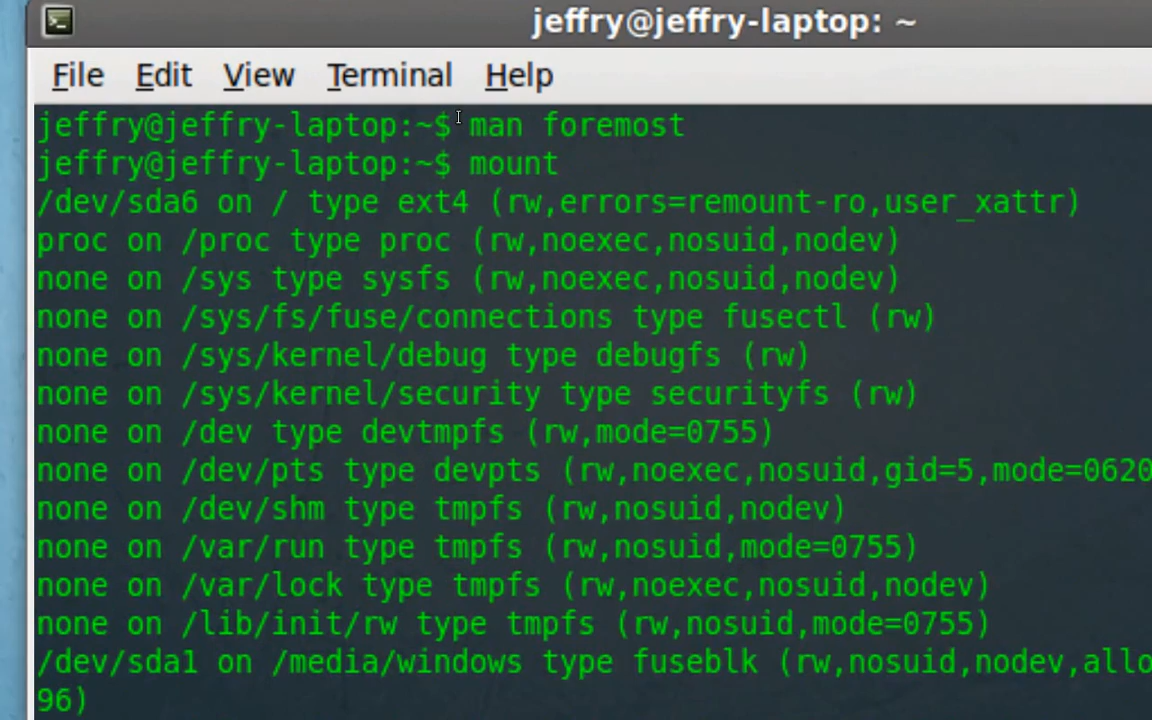 jeffry@jeffry-laptop: ~
File Edit View Terminal Help
jeffry@jeffry-laptop:~$ man foremost
jeffry@jeffry-laptop:~$ mount
/dev/sda6 on / type ext4 (rw,errors=remount-ro,user_xattr)
proc on /proc type proc (rw,noexec,nosuid,nodev)
none on /sys type sysfs (rw,noexec,nosuid,nodev)
none on /sys/fs/fuse/connections type fusectl (rw)
none on /sys/kernel/debug type debugfs (rw)
none on /sys/kernel/security type securityfs (rw)
none on /dev type devtmpfs (rw,mode=0755)
none on /dev/pts type devpts (rw,noexec,nosuid,gid=5,mode=0620
none on /dev/shm type tmpfs (rw,nosuid,nodev)
none on /var/run type tmpfs (rw,nosuid,mode=0755)
none on /var/lock type tmpfs (rw,noexec,nosuid,nodev)
none on /lib/init/rw type tmpfs (rw,nosuid,mode=0755)
/dev/sda1 on /media/windows type fuseblk (rw,nosuid,nodev,allo
96)